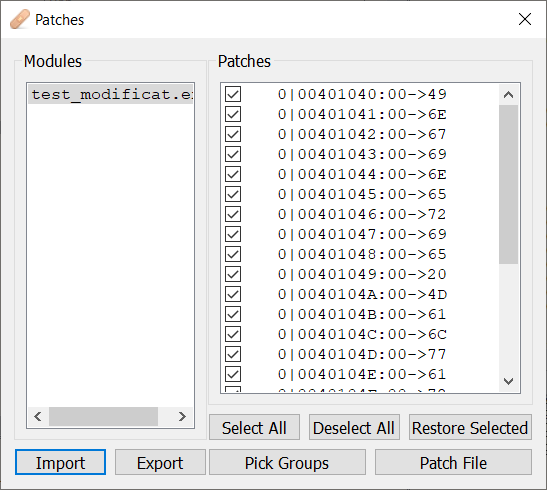 Patches
Modules
Patches
test_modificat.e
0|00401040:00->49
0|00401041:00->6E
0|00401042:00->67
0|00401043:00->69
0|00401044:00->6E
0|00401045:00->65
0|00401046:00->72
0|00401047:00->69
0|00401048:00->65
0|00401049:00->20
0|0040104A:00->4D
0|0040104B:00->61
0|0040104C:00->6C
0|0040104D:00->77
0|0040104E:00->61
Select All
Deselect All
Restore Selected
Import
Export
Pick Groups
Patch File